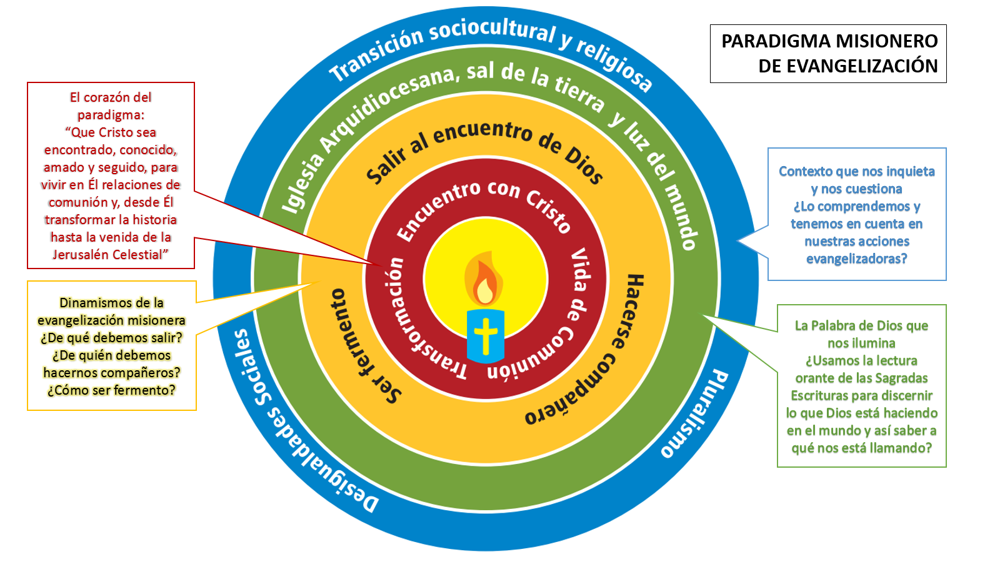 PARADIGMA MISIONERO
DE EVANGELIZACIÓN
Transición sociocultural y religiosa
Pluralismo
Desigualdades Sociales
Iglesia Arquidiocesana, sal de la tierra y luz del mundo
Salir al encuentro de Dios
Hacerse compañero
Ser fermento
Encuentro con Cristo
Vida de Comunión
Transformación
El corazón del
paradigma:
“Que Cristo sea
encontrado, conocido,
amado y seguido, para
vivir en Él relaciones de
comunión y, desde Él
transformar la historia
hasta la venida de la
Jerusalén Celestial”
Dinamismos de la
evangelización misionera
¿De qué debemos salir?
¿De quién debemos
hacernos compañeros?
¿Cómo ser fermento?
Contexto que nos inquieta
y nos cuestiona
¿Lo comprendemos y
tenemos en cuenta en
nuestras acciones
evangelizadoras?
La Palabra de Dios que
nos ilumina
¿Usamos la lectura
orante de las Sagradas
Escrituras para discernir
lo que Dios está haciendo
en el mundo y así saber a
qué nos está llamando?